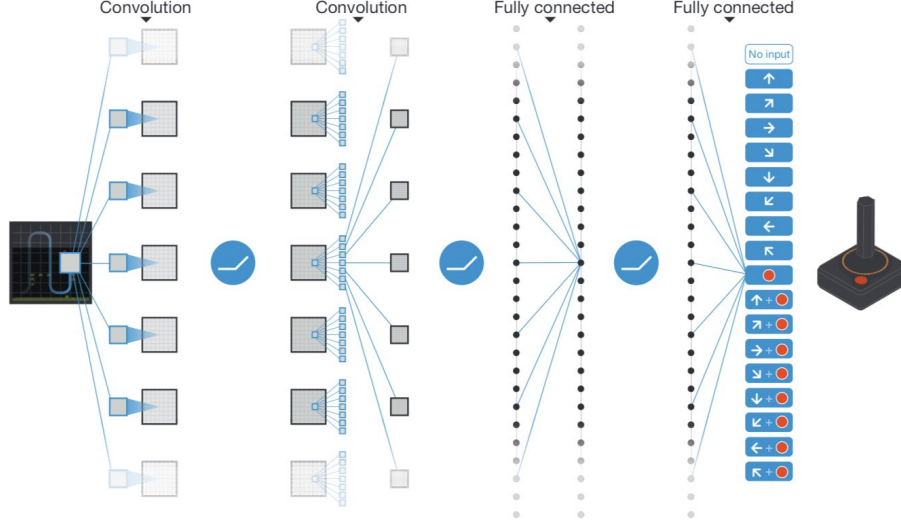 Convolution
Convolution
Fully connected
Fully connected
No input
+
+
+
+
+
+
+
+